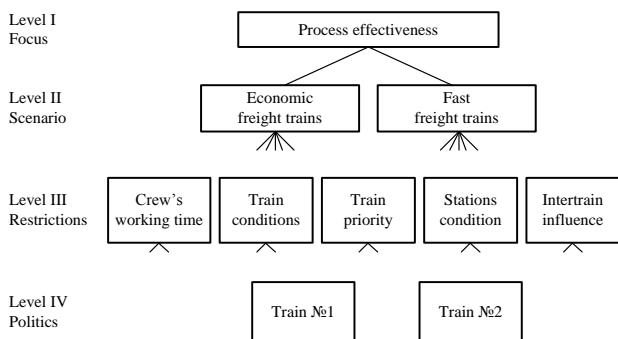 Level I
Focus
Process effectiveness
Level II
Scenario
Economic
freight trains
Fast
freight trains
Level III
Restrictions
Crew's
working time
Train
conditions
Train
priority
Stations
condition
Intertrain
influence
Level IV
Politics
Train №1
Train №2